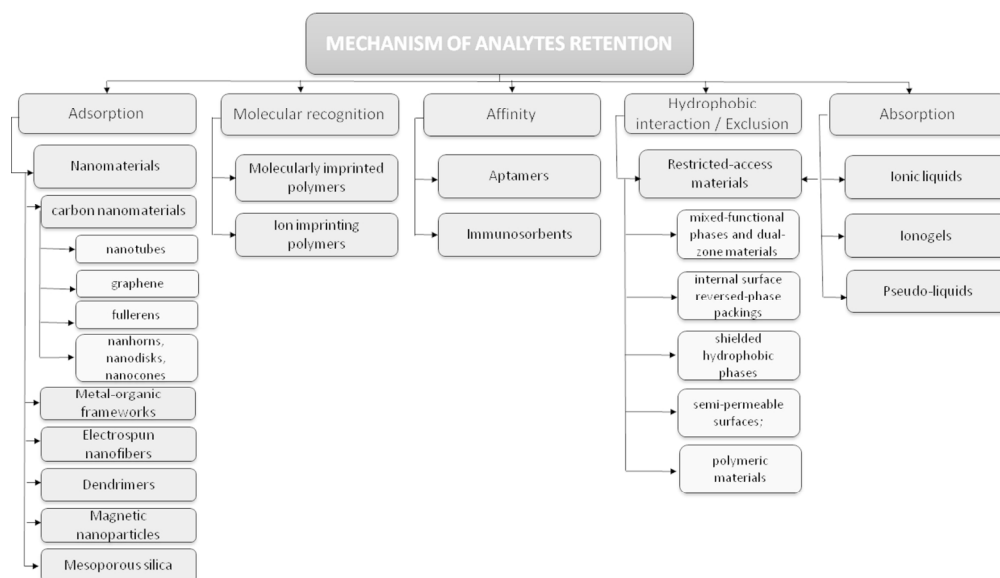 MECHANISM OF ANALYTES RETENTION
Adsorption
Nanomaterials
carbon nanomaterials
nanotubes
graphene
fullerens
nanhorns,
nanodisks,
nanocones
Metal-organic
frameworks
Electrospun
nanofibers
Dendrimers
Magnetic
nanoparticles
Mesoporous silica
Molecular recognition
Molecularly imprinted
polymers
Ion imprinting
polymers
Affinity
Aptamers
Immunosorbents
Hydrophobic
interaction / Exclusion
Restricted-access
materials
mixed-functional
phases and dual-
zone materials
internal surface
reversed-phase
packings
shielded
hydrophobic
phases
semi-permeable
surfaces;
polymeric
materials
Absorption
Ionic liquids
Ionogels
Pseudo-liquids